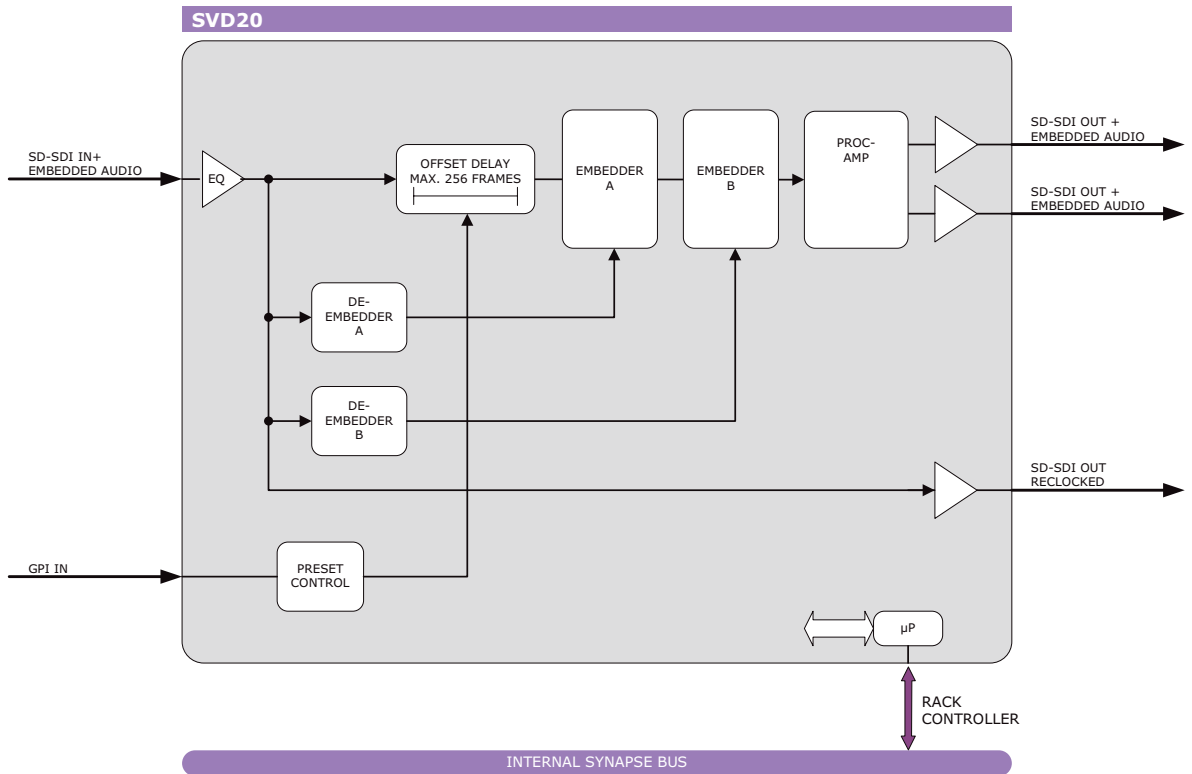 SVD20
SD-SDI IN+
EMBEDDED AUDIO
EQ
OFFSET DELAY
MAX. 256 FRAMES
EMBEDDER
A
EMBEDDER
B
PROC-
AMP
SD-SDI OUT +
EMBEDDED AUDIO
SD-SDI OUT +
EMBEDDED AUDIO
DE-
EMBEDDER
A
DE-
EMBEDDER
B
SD-SDI OUT
RECLOCKED
GPI IN
PRESET
CONTROL
µP
RACK
CONTROLLER
INTERNAL SYNAPSE BUS